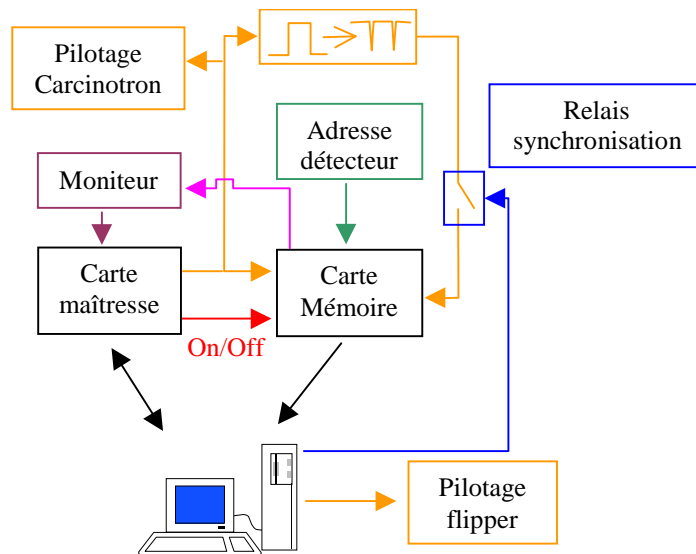 Pilotage
Carcinotron
Relais
synchronisation
Adresse
détecteur
Moniteur
Carte
maîtresse
Carte
Mémoire
On/Off
Pilotage
flipper